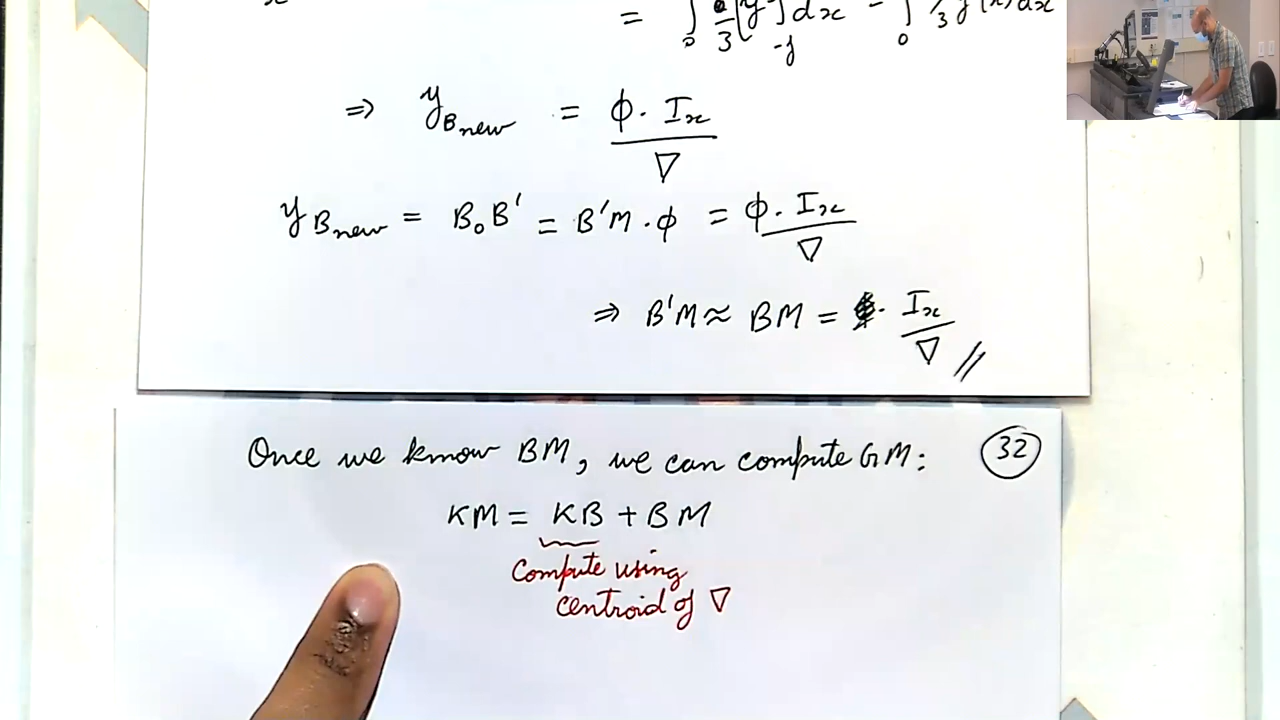 => y_Bnew = φ · I_x / ∇
y_Bnew = B₀B' = B'M · φ = φ · I_x / ∇
=> B'M ≈ BM = I_x / ∇ //
Once we know BM, we can compute GM: 32
KM = KB + BM
Compute using
centroid of ∇